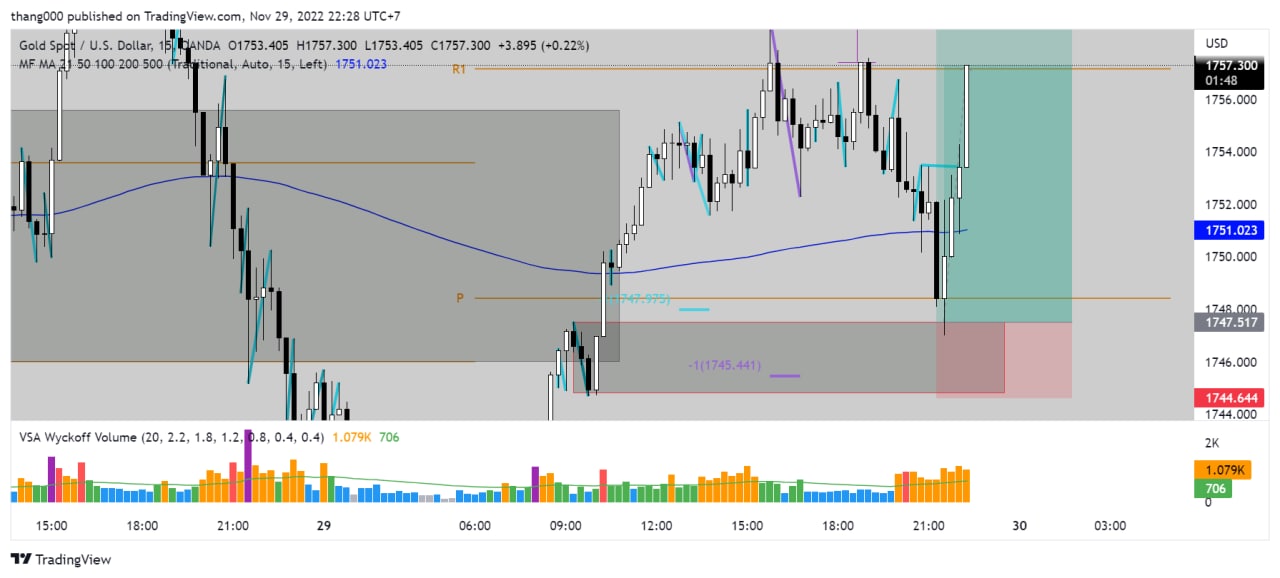 thang000 published on TradingView.com, Nov 29, 2022 22:28 UTC+7
Gold Spot / U.S. Dollar, 15, OANDA O1753.405 H1757.300 L1753.405 C1757.300 +3.895 (+0.22%)
MF MA 21 50 100 200 500 (Traditional, Auto, 15, Left) 1751.023
USD
R1
1757.300
01:48
1756.000
1754.000
1752.000
1751.023
1750.000
P
1747.975)
1748.000
1747.517
-1(1745.441)
1746.000
1744.644
1744.000
VSA Wyckoff Volume (20, 2.2, 1.8, 1.2, 0.8, 0.4, 0.4) 1.079K 706
2K
1.079K
706
0
15:00 18:00 21:00 29 06:00 09:00 12:00 15:00 18:00 21:00 30 03:00
TradingView